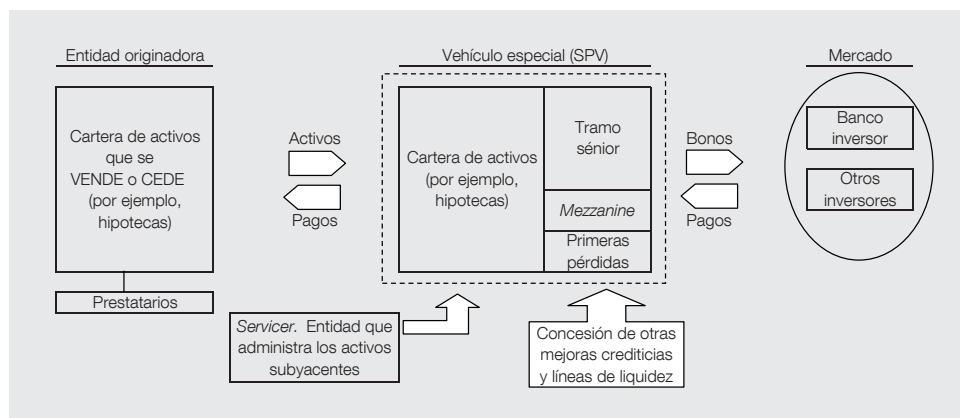 Entidad originadora
Vehículo especial (SPV)
Mercado
Cartera de activos
que se
VENDE o CEDE
(por ejemplo,
hipotecas)
Prestatarios
Activos
Pagos
Cartera de activos
(por ejemplo,
hipotecas)
Tramo
sénior
Mezzanine
Primeras
pérdidas
Bonos
Pagos
Banco
inversor
Otros
inversores
Servicer. Entidad que
administra los activos
subyacentes
Concesión de otras
mejoras crediticias
y líneas de liquidez